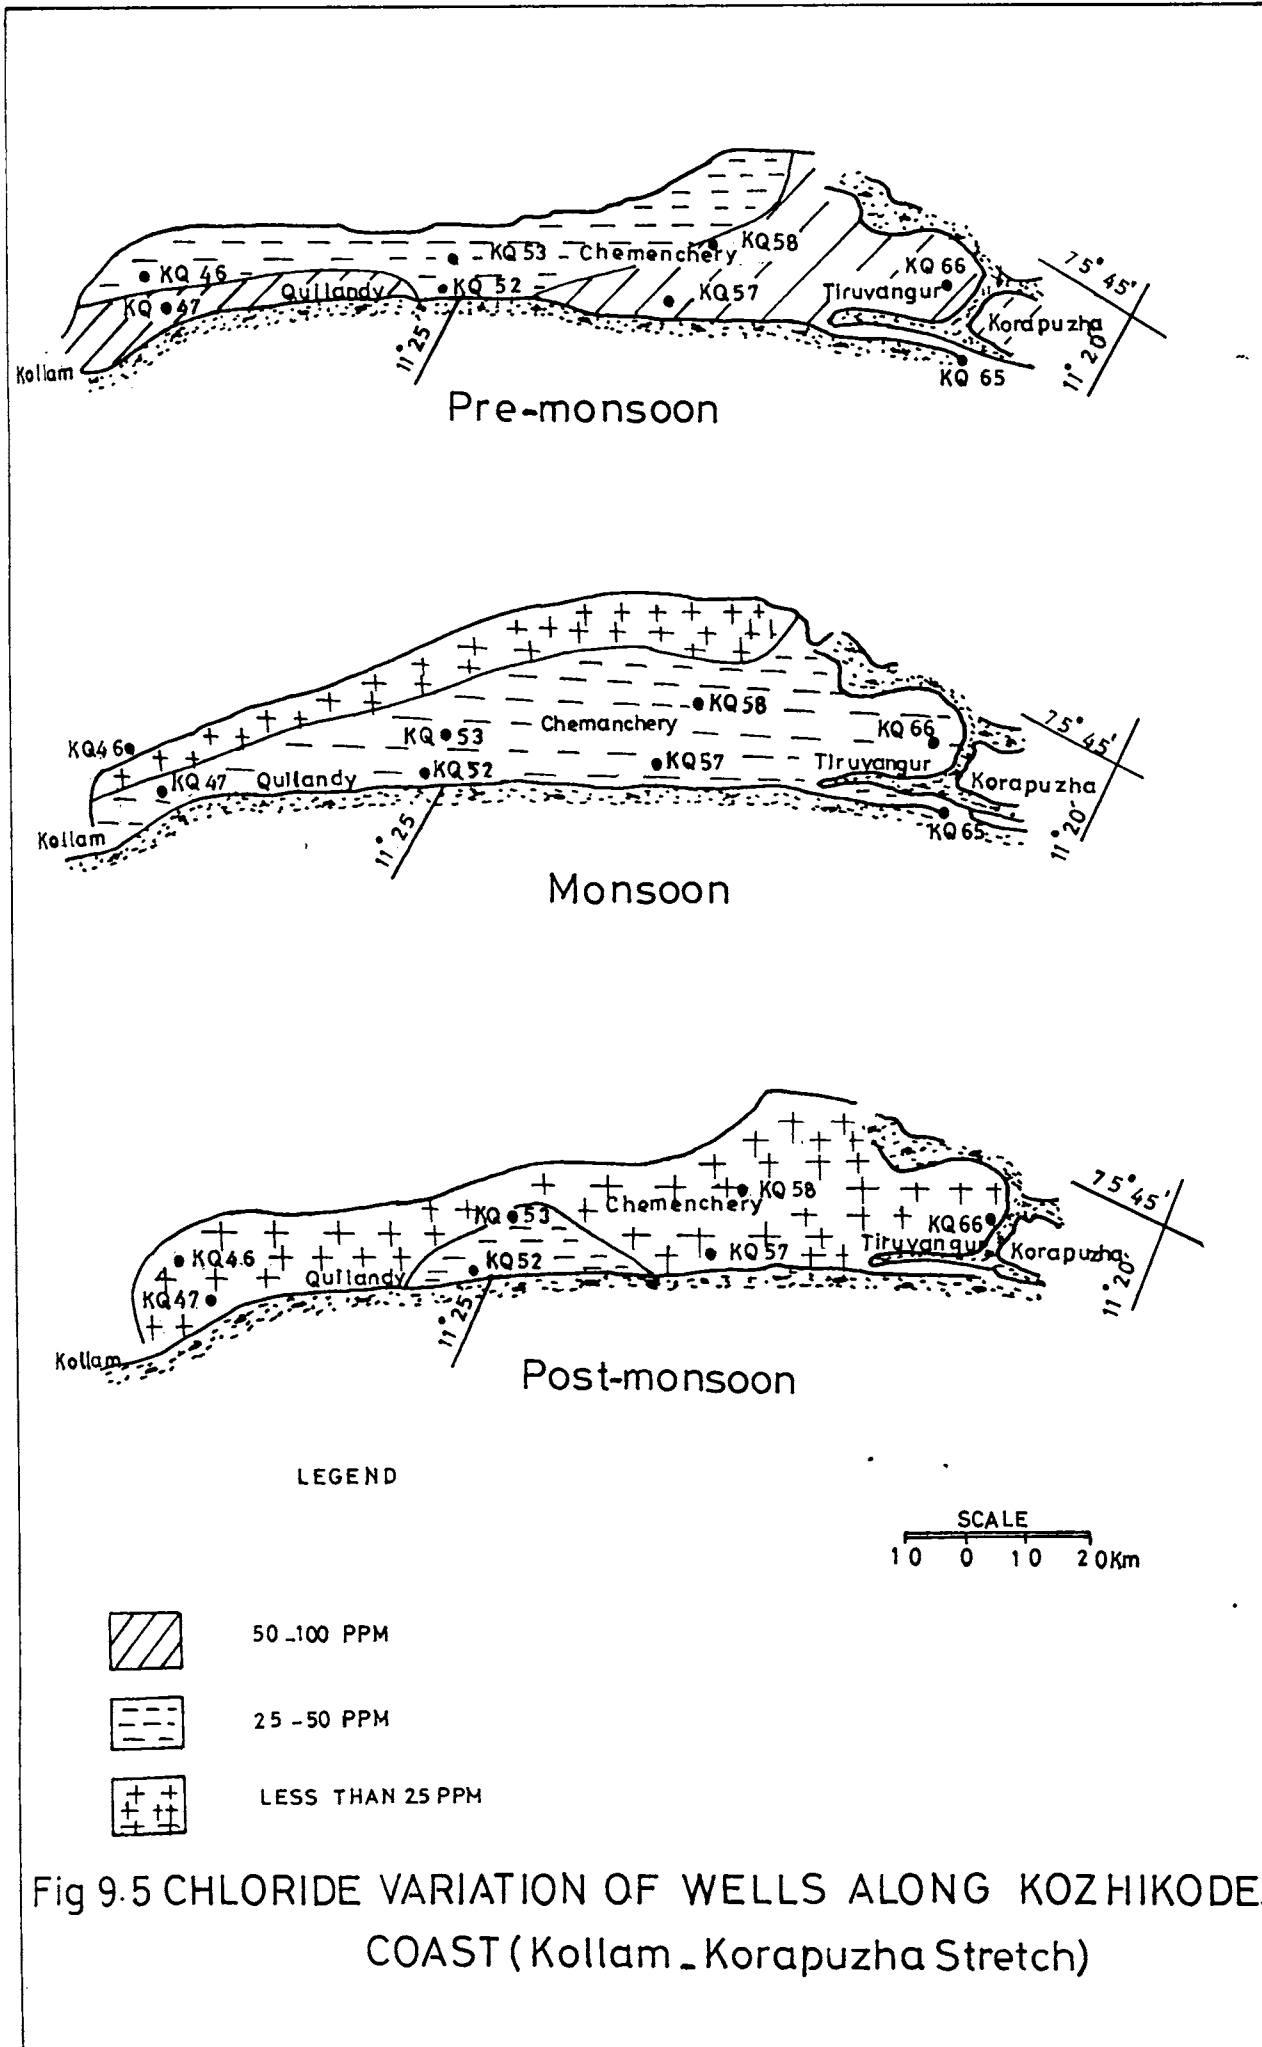 KQ 58
KQ 53
Chemenchery
KQ 46
KQ 66
75° 45'
KQ 52
Quilandy
KQ 57
Tiruvangur
KQ 47
Korapuzha
11° 25
11° 20'
Kollam
KQ 65
Pre-monsoon
KQ 58
KQ46
KQ 53
Chemanchery
KQ 66
75° 45'
KQ 47
Quilandy
KQ52
KQ57
Tiruvangur
Korapuzha
Kollam
11° 25
KQ65
11° 20'
Monsoon
KQ 58
75° 45'
KQ 53
Chemenchery
KQ66
KQ46
Quilandy
KQ52
KQ57
Tiruvangur
Korapuzha
KQ47
11° 25
11° 20'
Kollam
Post-monsoon
LEGEND
SCALE
10 0 10 20Km
50-100 PPM
25-50 PPM
LESS THAN 25 PPM
Fig 9.5 CHLORIDE VARIATION OF WELLS ALONG KOZHIKODE
COAST (Kollam-Korapuzha Stretch)